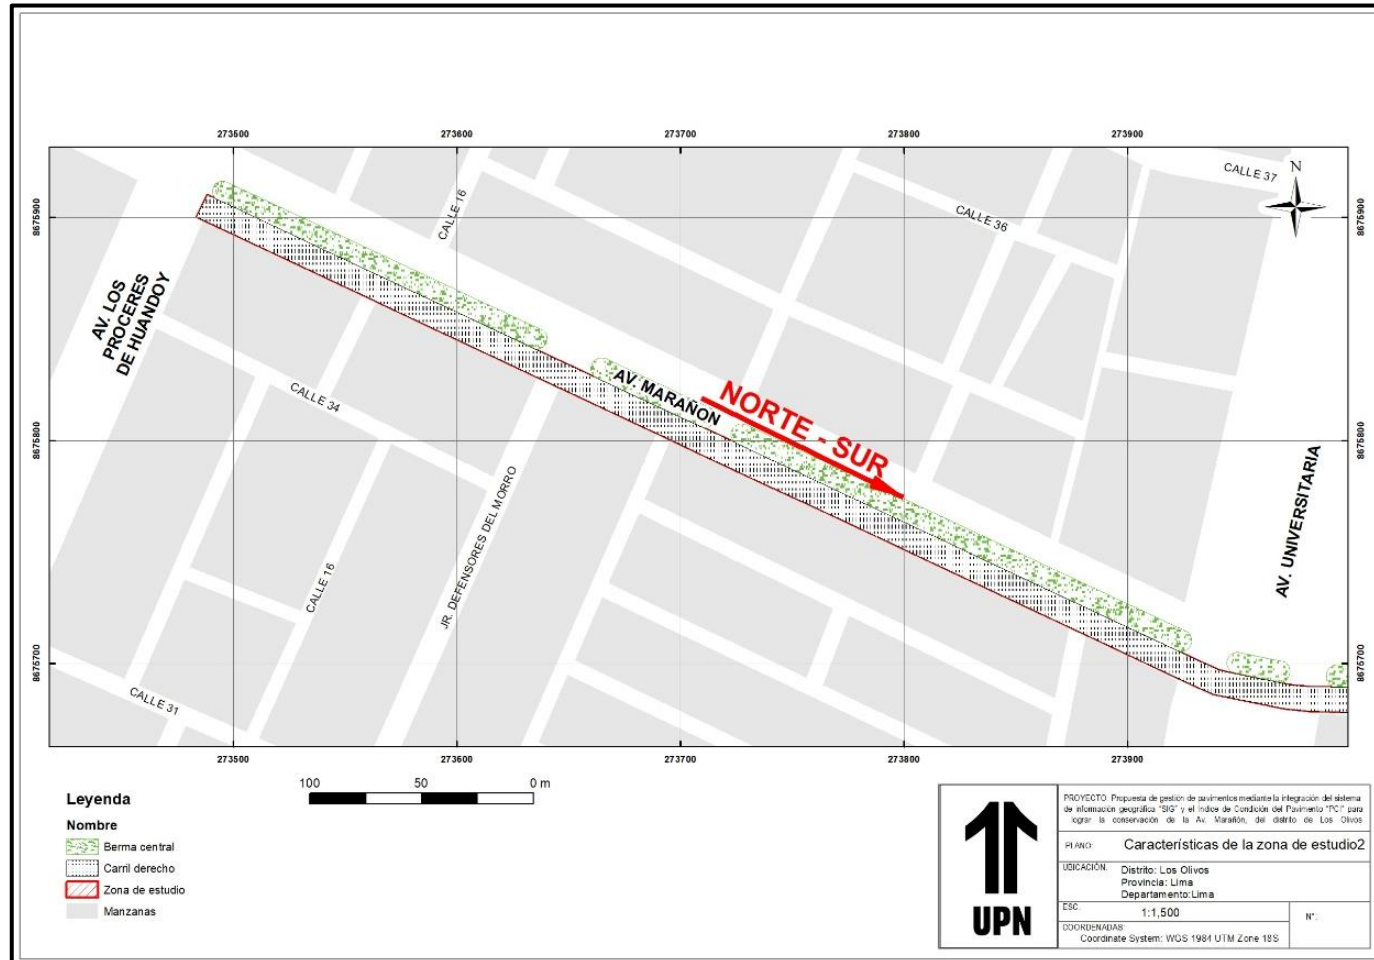 273500 273600 273700 273800 273900
CALLE 37
N
8675900
8675900
CALLE 16
CALLE 36
AV. LOS
PROCERES
DE HUANDOY
CALLE 34
AV. MARAÑON
NORTE - SUR
8675800
8675800
JR. DEFENSORES DEL MORRO
AV. UNIVERSITARIA
CALLE 16
8675700
8675700
CALLE 31
273500 273600 273700 273800 273900
100 50 0 m
Leyenda
Nombre
Berma central
Carril derecho
Zona de estudio
Manzanas
UPN
PROYECTO: Propuesta de gestión de pavimentos mediante la integración del sistema
de información geográfica "SIG" y el Índice de Condición del Pavimento "PCI" para
lograr la conservación de la Av. Marañón, del distrito de Los Olivos
PLANO: Características de la zona de estudio2
UBICACIÓN: Distrito: Los Olivos
Provincia: Lima
Departamento:Lima
ESC. 1:1,500
N°:
COORDENADAS:
Coordinate System: WGS 1984 UTM Zone 18S